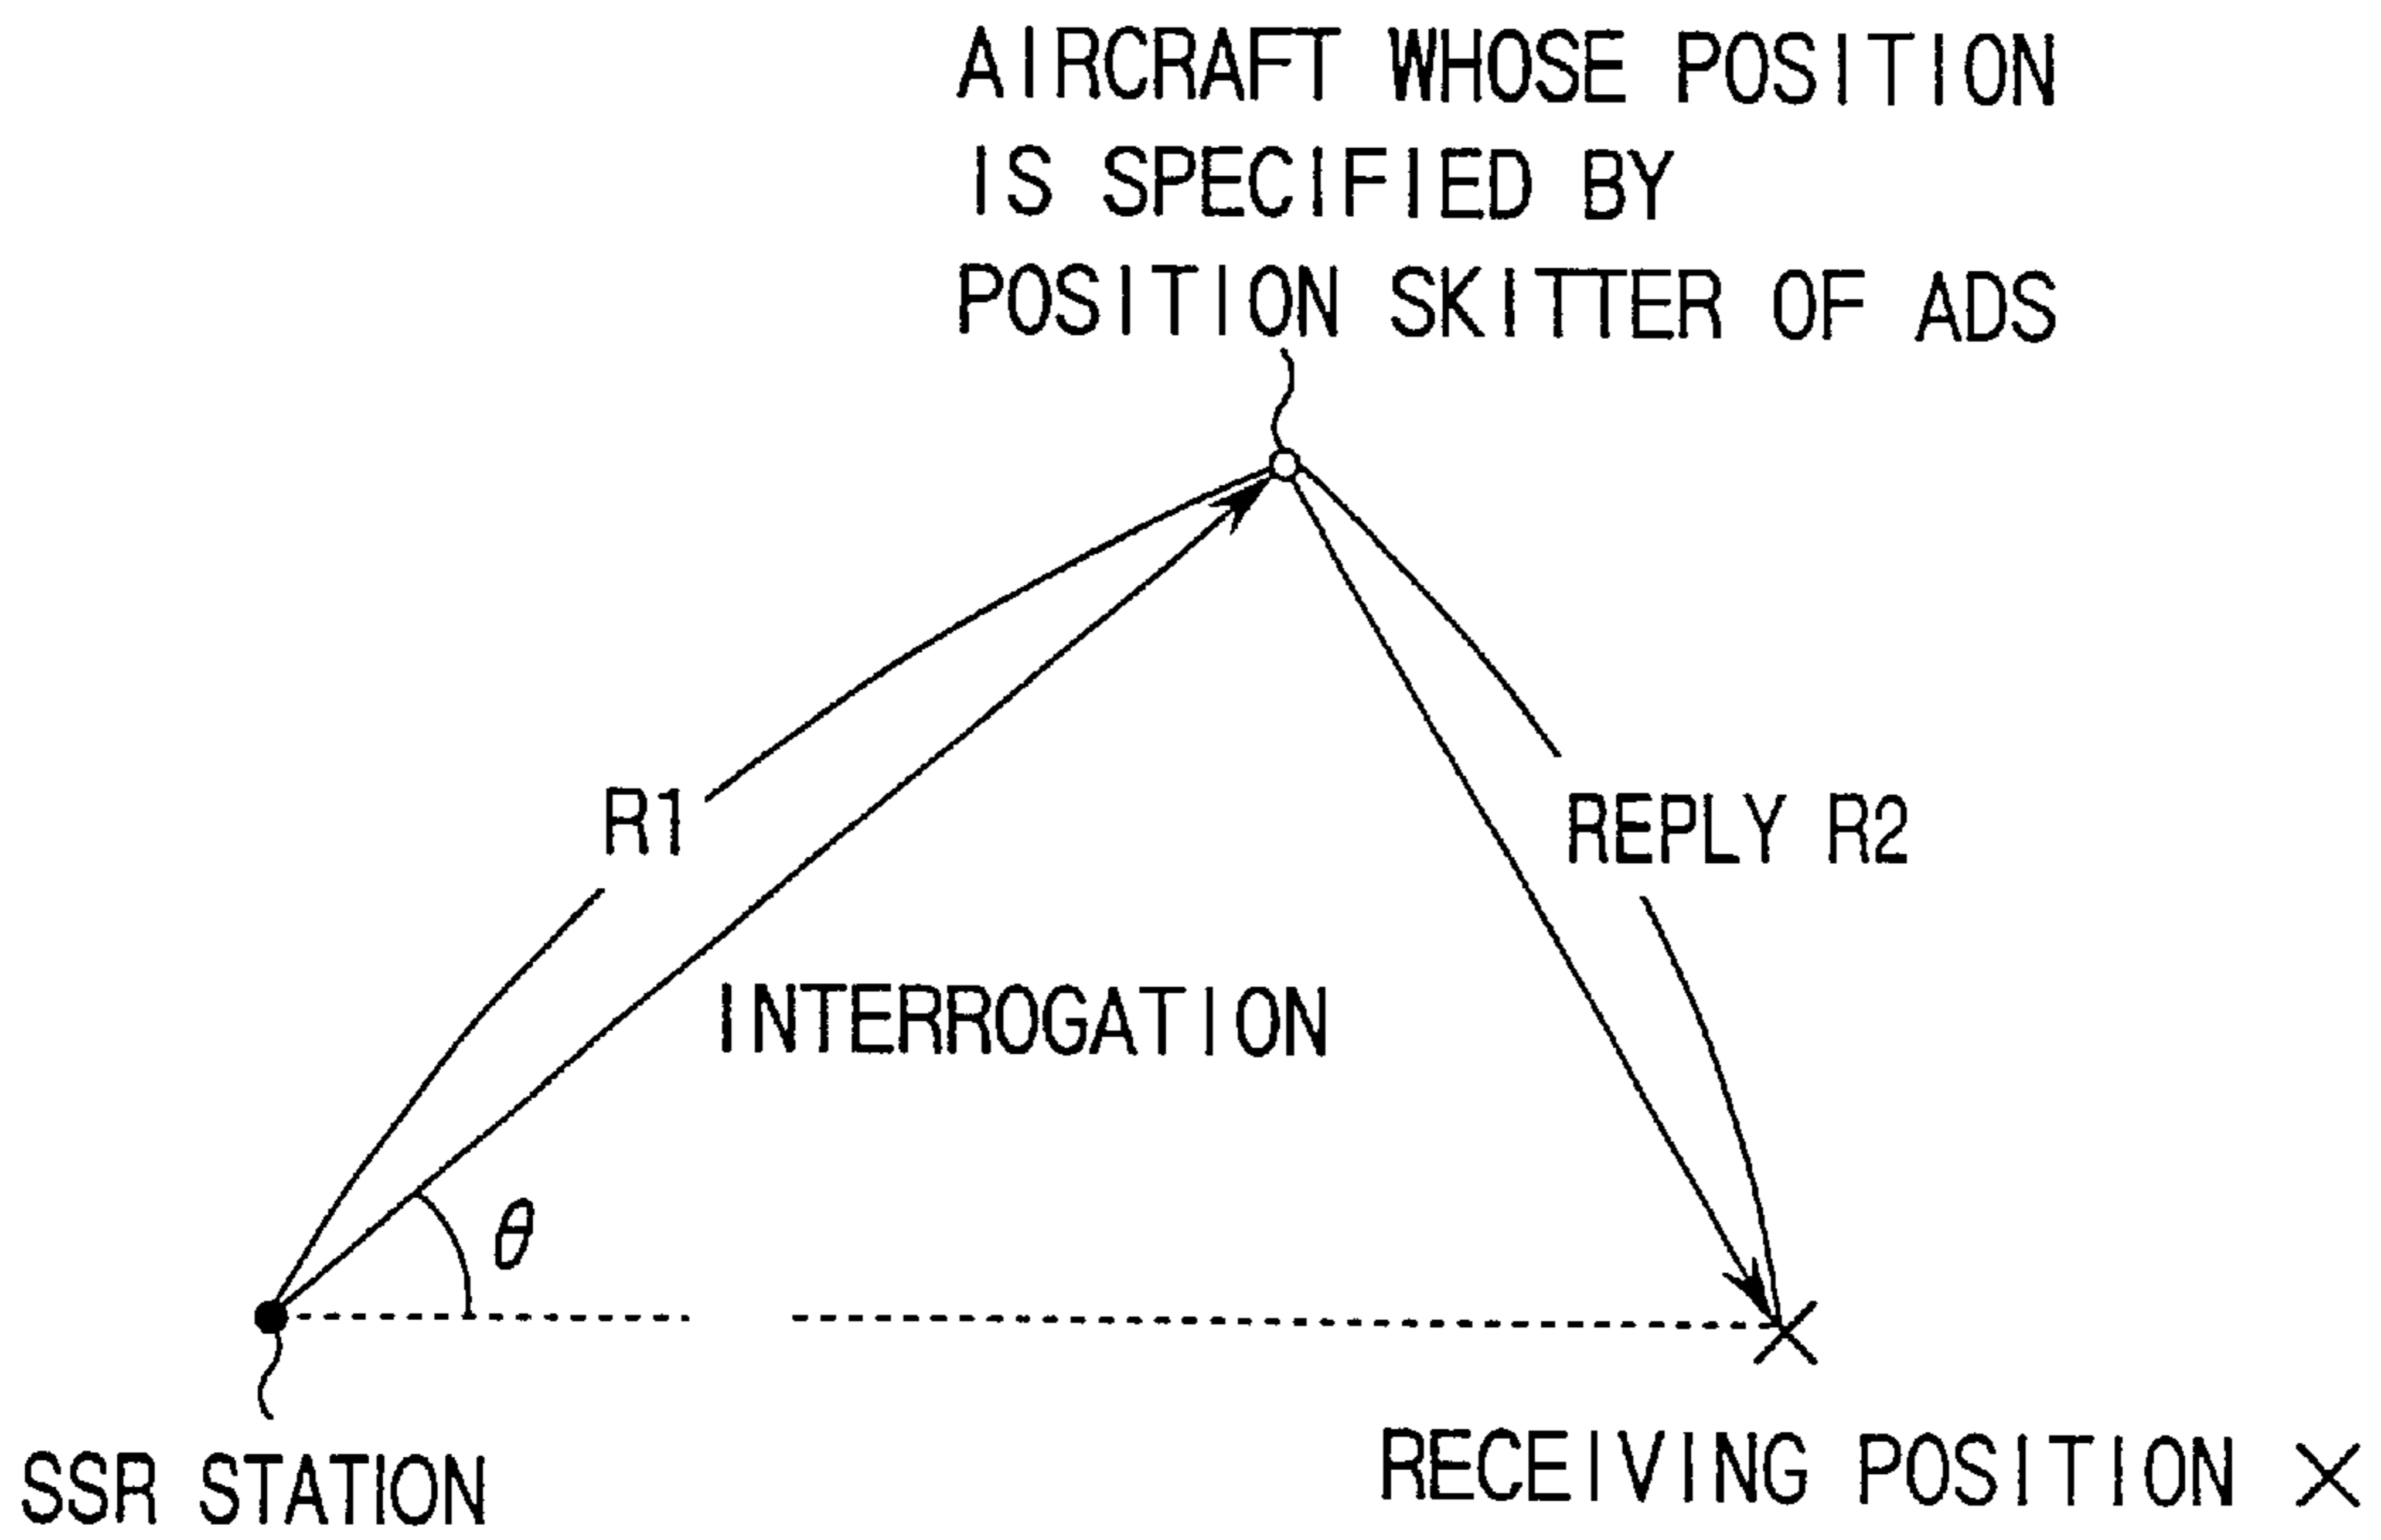 AIRCRAFT WHOSE POSITION
IS SPECIFIED BY
POSITION SKITTER OF ADS
R1
REPLY R2
INTERROGATION
θ
SSR STATION
RECEIVING POSITION X